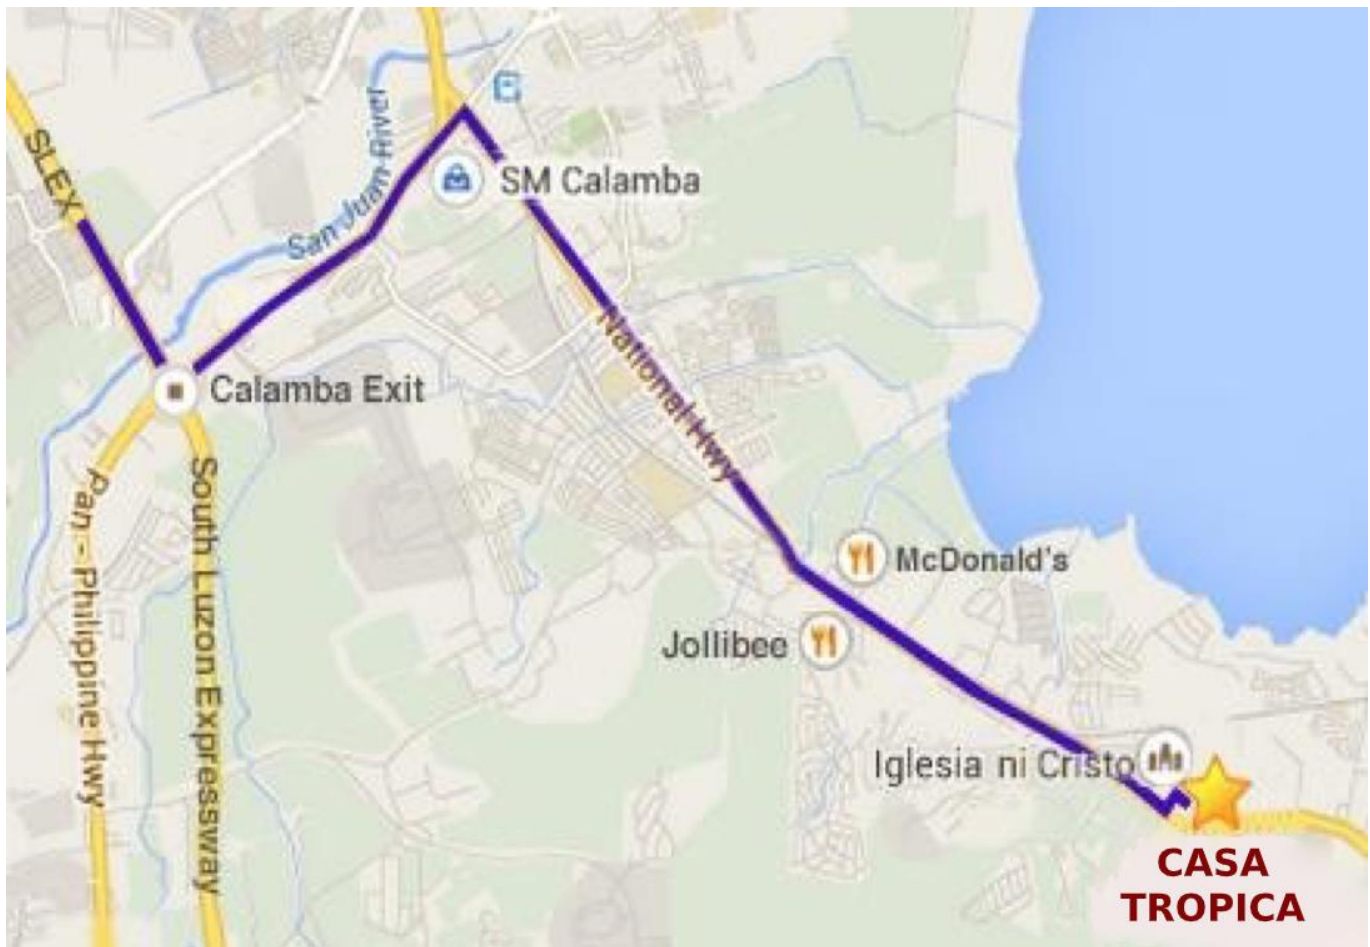 SLEX
San Juan River
SM Calamba
National Hwy
Calamba Exit
Pan - Philippine Hwy
South Luzon Expressway
McDonald's
Jollibee
Iglesia ni Cristo
CASA
TROPICA